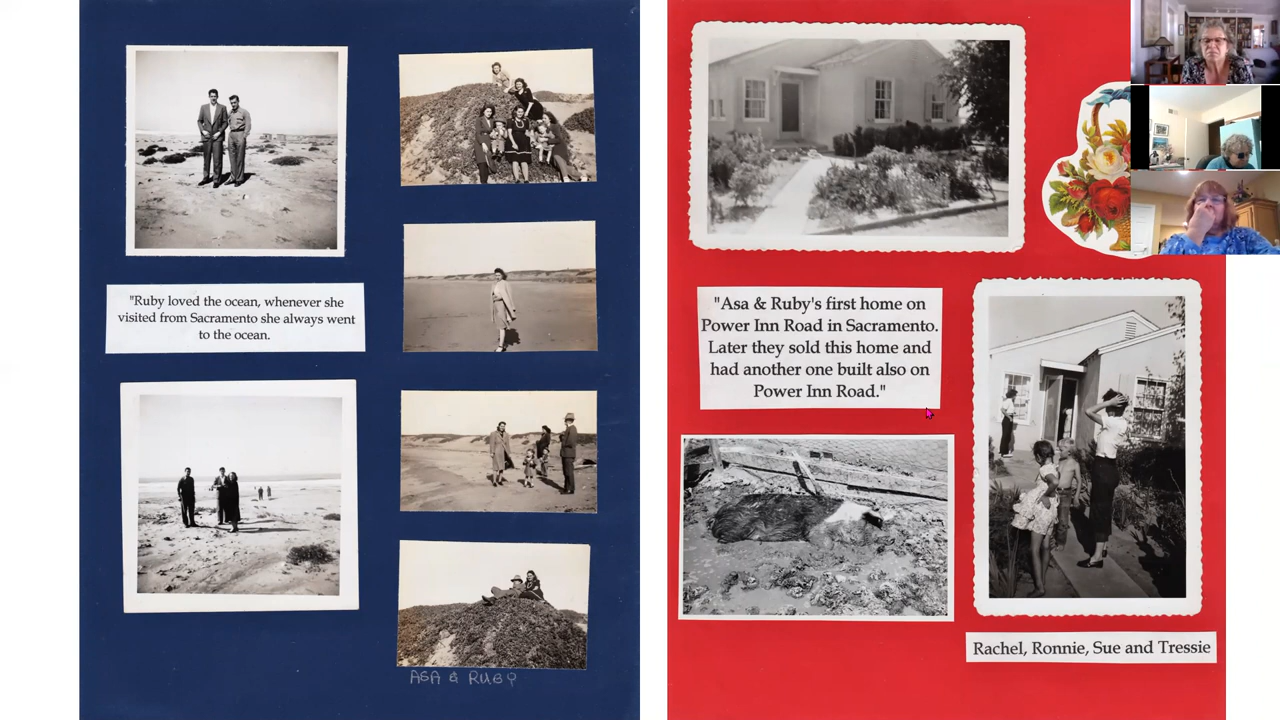 "Ruby loved the ocean, whenever she
visited from Sacramento she always went
to the ocean.
ASA & RUBY
"Asa & Ruby's first home on
Power Inn Road in Sacramento.
Later they sold this home and
had another one built also on
Power Inn Road."
Rachel, Ronnie, Sue and Tressie